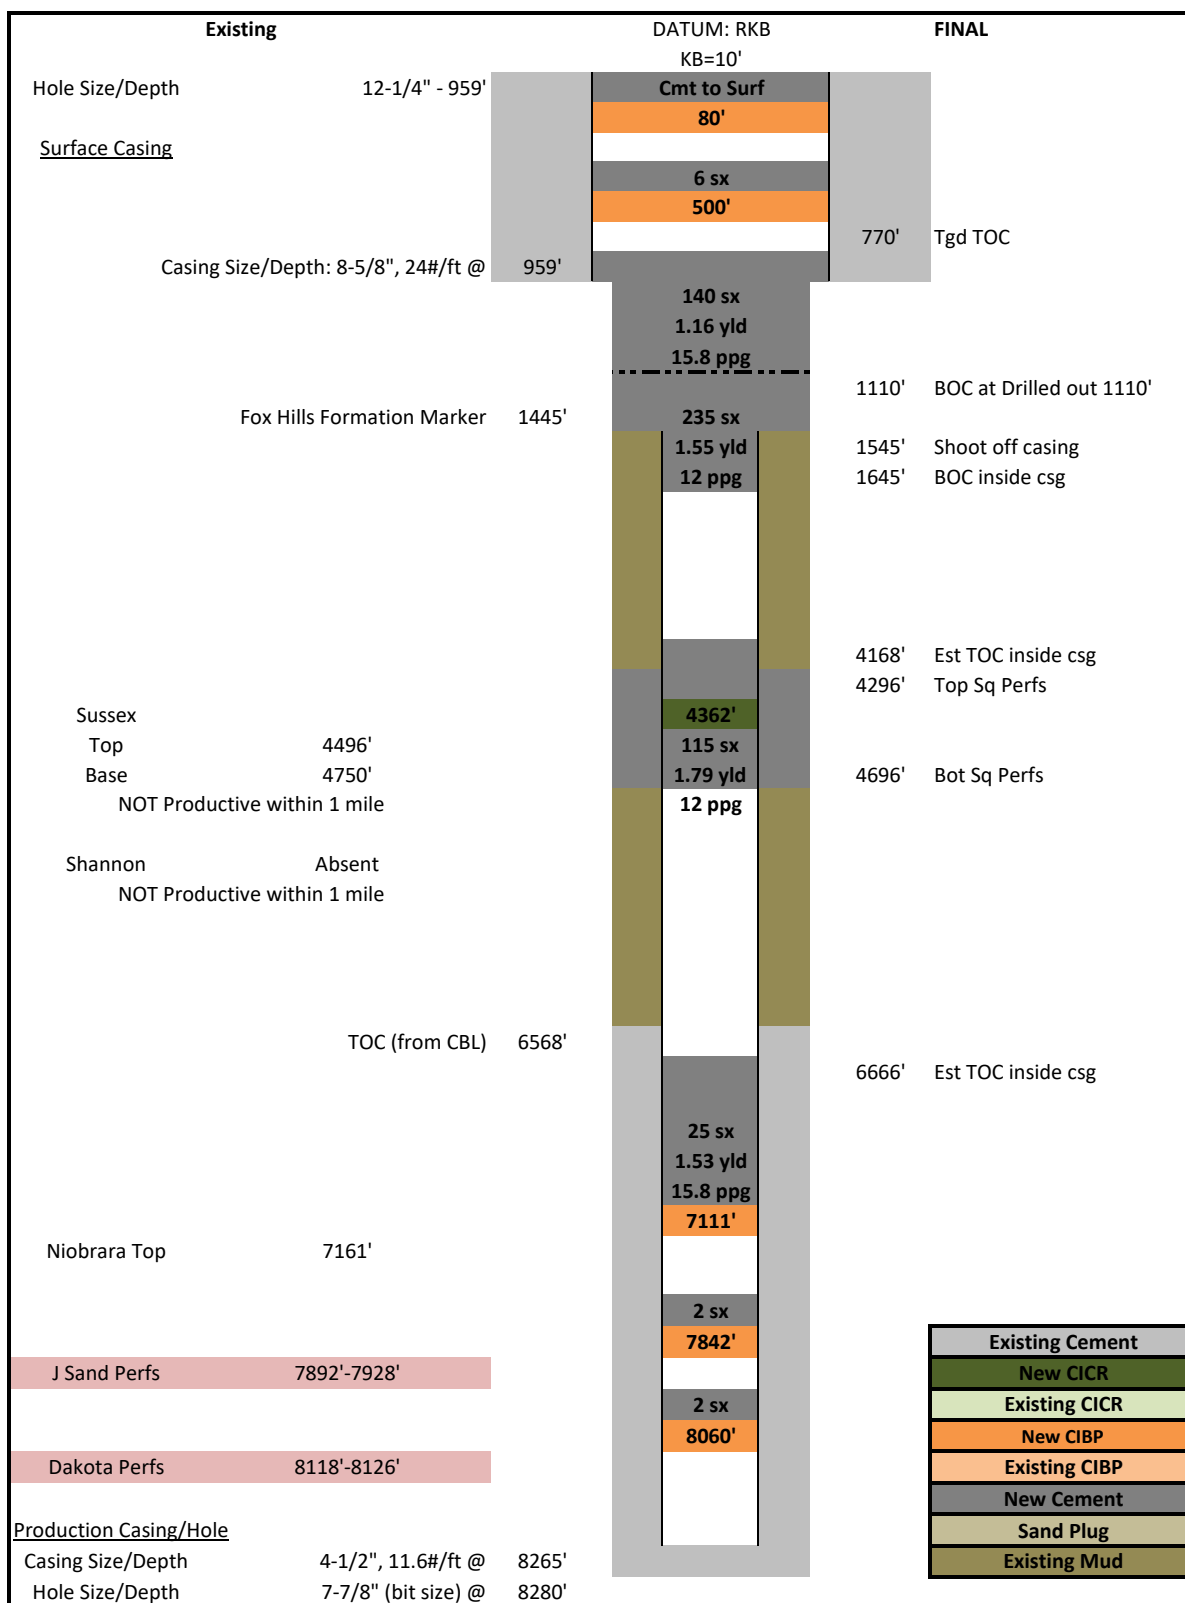 Existing DATUM: RKB FINAL
KB=10'
Hole Size/Depth 12-1/4" - 959' Cmt to Surf
80'
Surface Casing
6 sx
500'
770' Tgd TOC
Casing Size/Depth: 8-5/8", 24#/ft @ 959'
140 sx
1.16 yld
15.8 ppg
1110' BOC at Drilled out 1110'
Fox Hills Formation Marker 1445' 235 sx
1.55 yld 1545' Shoot off casing
12 ppg 1645' BOC inside csg
4168' Est TOC inside csg
4296' Top Sq Perfs
Sussex 4362'
Top 4496' 115 sx
Base 4750' 1.79 yld 4696' Bot Sq Perfs
NOT Productive within 1 mile 12 ppg
Shannon Absent
NOT Productive within 1 mile
TOC (from CBL) 6568'
6666' Est TOC inside csg
25 sx
1.53 yld
15.8 ppg
7111'
Niobrara Top 7161'
2 sx
7842' Existing Cement
J Sand Perfs 7892'-7928' New CICR
2 sx Existing CICR
8060' New CIBP
Dakota Perfs 8118'-8126' Existing CIBP
New Cement
Production Casing/Hole Sand Plug
Casing Size/Depth 4-1/2", 11.6#/ft @ 8265' Existing Mud
Hole Size/Depth 7-7/8" (bit size) @ 8280'